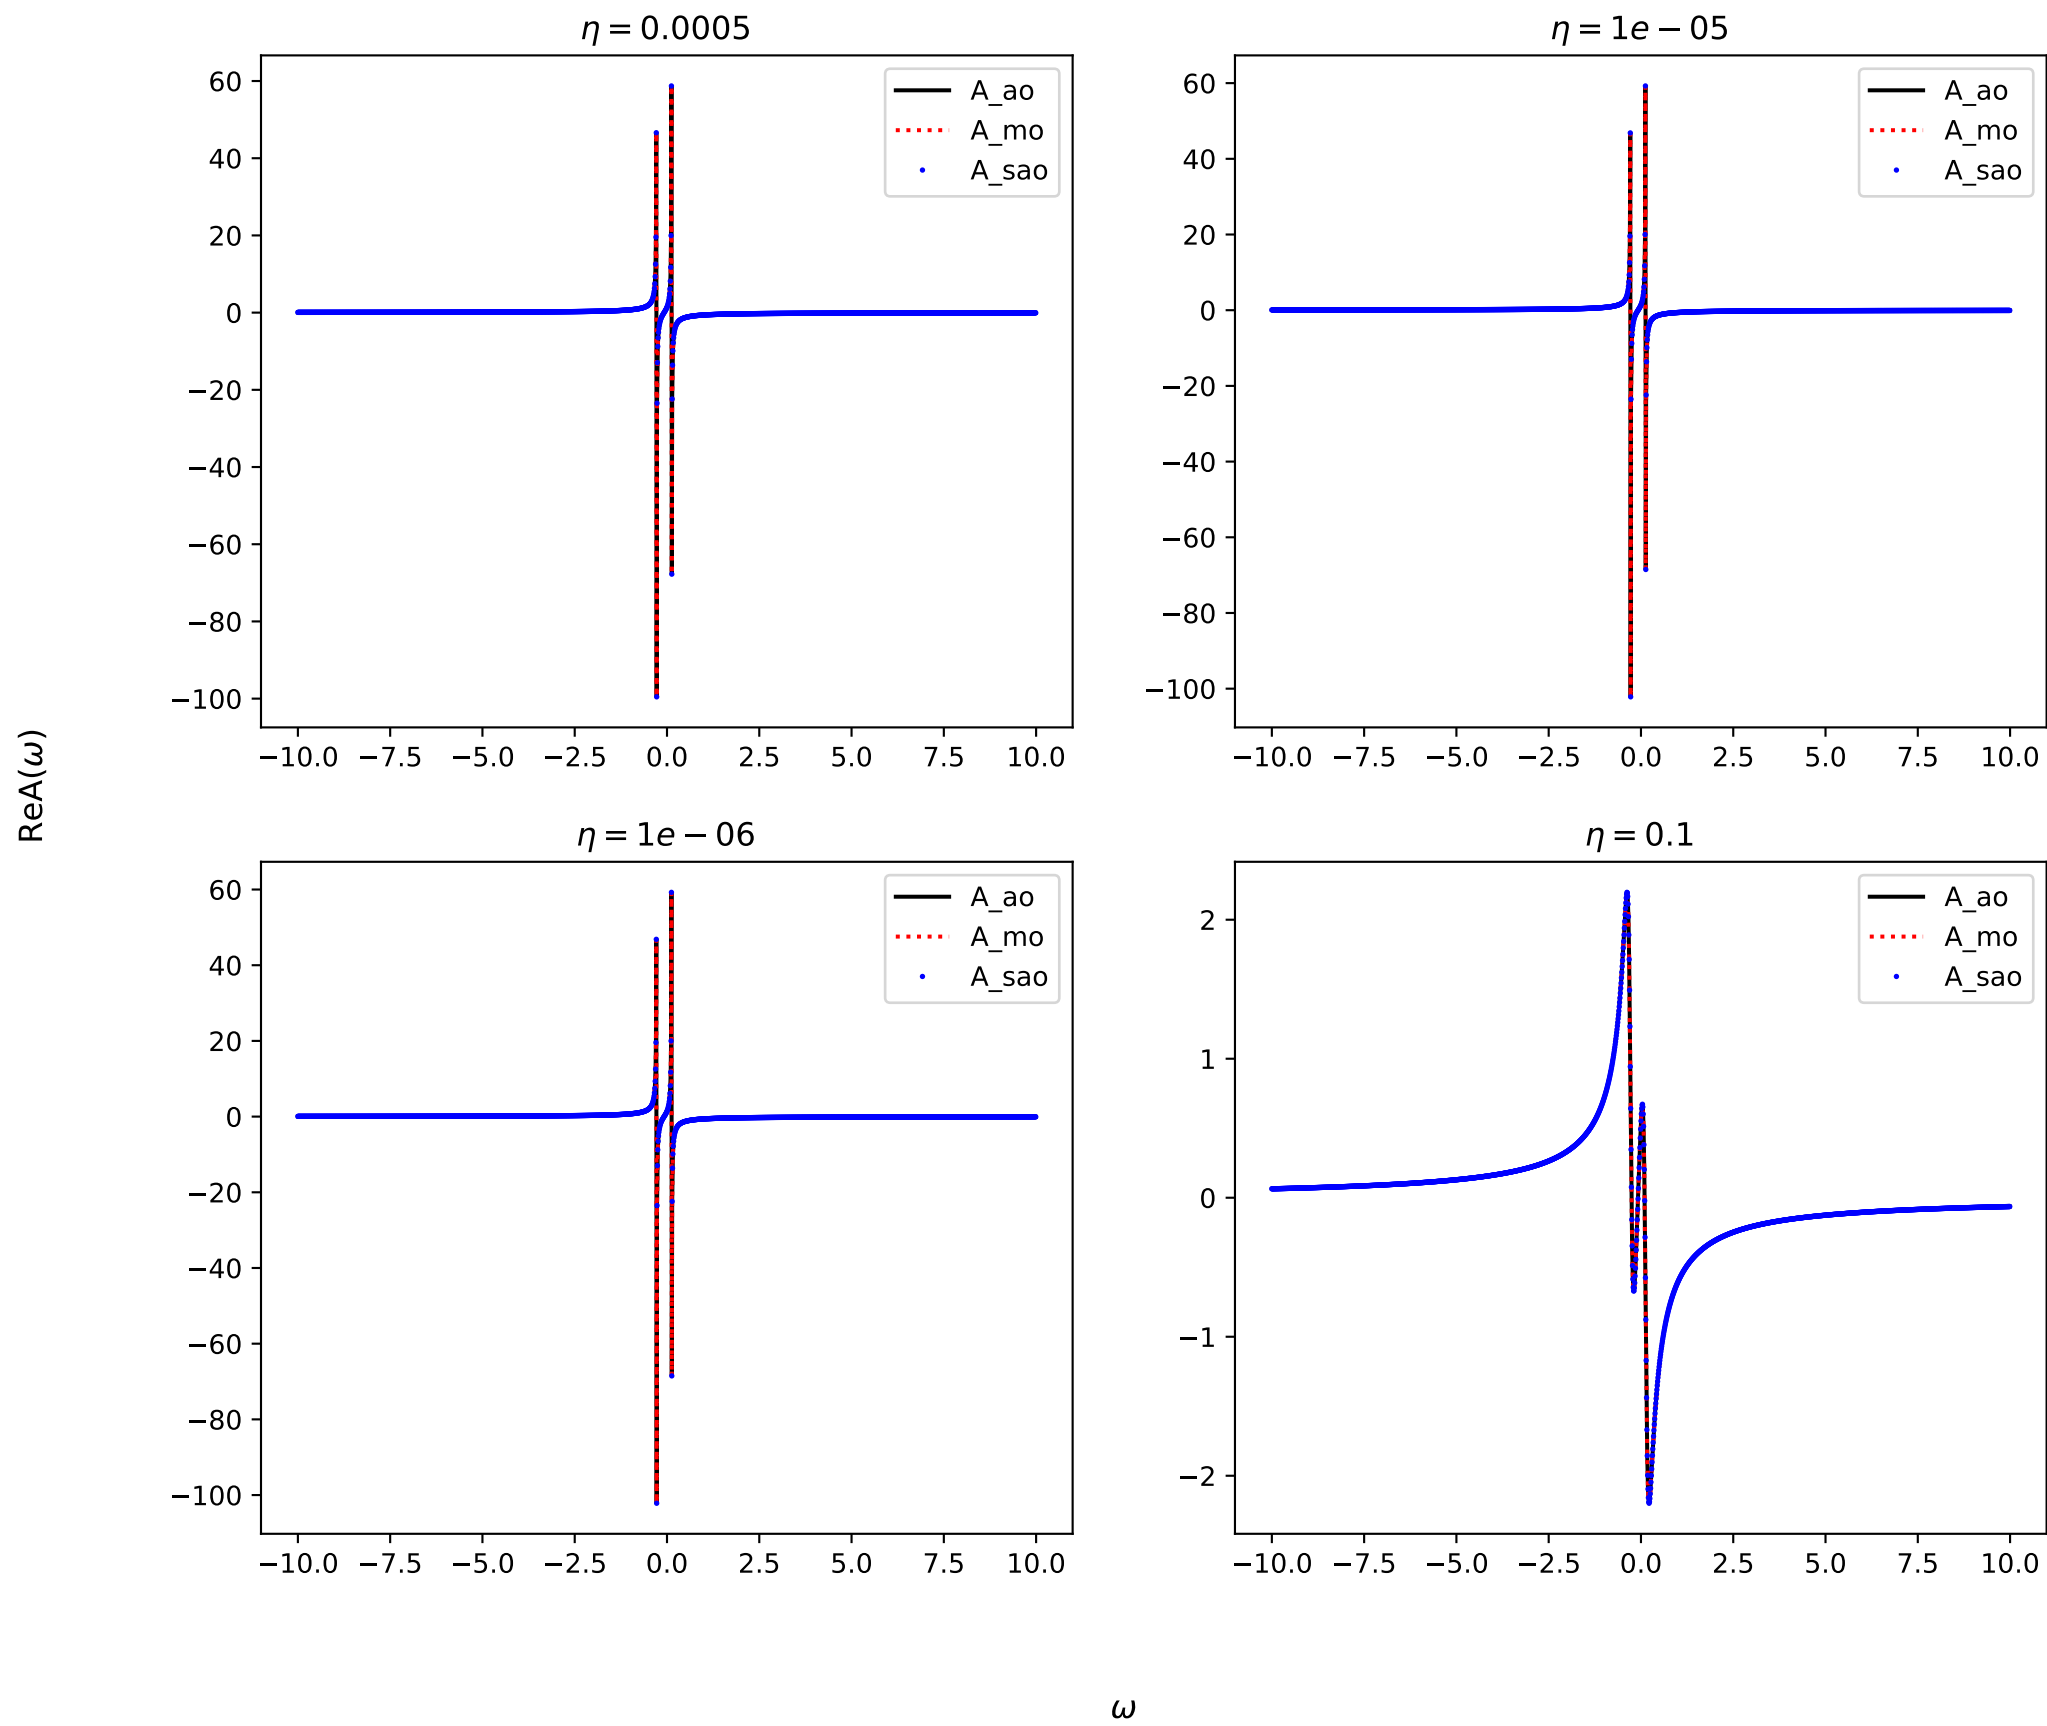 η = 0.0005
60
40
20
0
−20
−40
−60
−80
−100
−10.0 −7.5 −5.0 −2.5 0.0 2.5 5.0 7.5 10.0
A_ao
A_mo
A_sao
η = 1e − 05
60
40
20
0
−20
−40
−60
−80
−100
−10.0 −7.5 −5.0 −2.5 0.0 2.5 5.0 7.5 10.0
A_ao
A_mo
A_sao
ReA(ω)
η = 1e − 06
60
40
20
0
−20
−40
−60
−80
−100
−10.0 −7.5 −5.0 −2.5 0.0 2.5 5.0 7.5 10.0
A_ao
A_mo
A_sao
η = 0.1
2
1
0
−1
−2
−10.0 −7.5 −5.0 −2.5 0.0 2.5 5.0 7.5 10.0
A_ao
A_mo
A_sao
ω